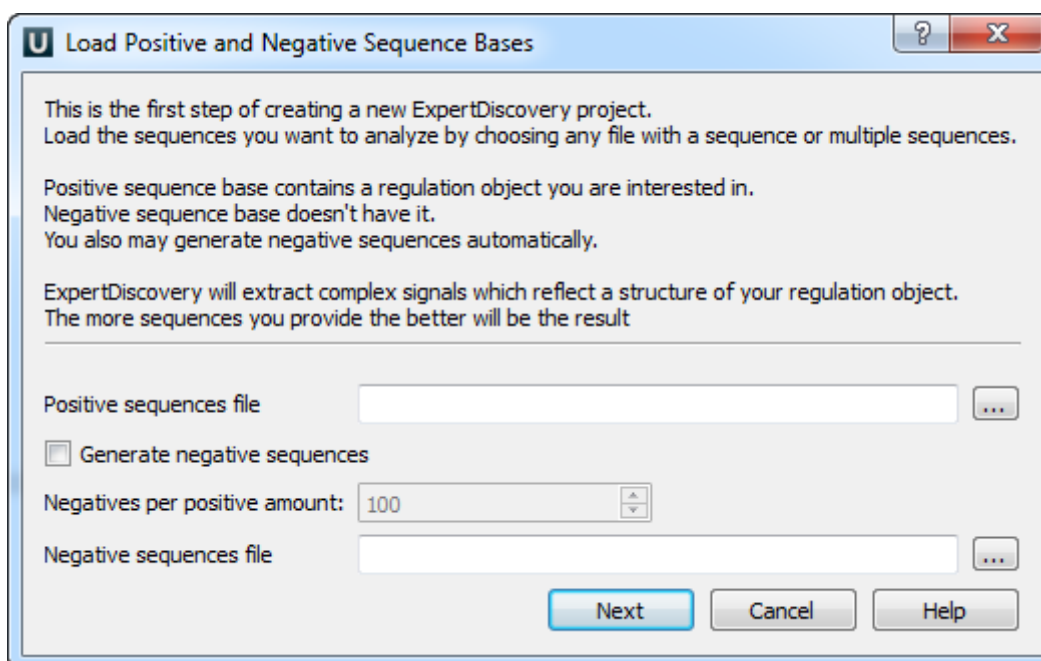 U Load Positive and Negative Sequence Bases ? X
This is the first step of creating a new ExpertDiscovery project.
Load the sequences you want to analyze by choosing any file with a sequence or multiple sequences.
Positive sequence base contains a regulation object you are interested in.
Negative sequence base doesn't have it.
You also may generate negative sequences automatically.
ExpertDiscovery will extract complex signals which reflect a structure of your regulation object.
The more sequences you provide the better will be the result
Positive sequences file ...
Generate negative sequences
Negatives per positive amount: 100
Negative sequences file ...
Next Cancel Help